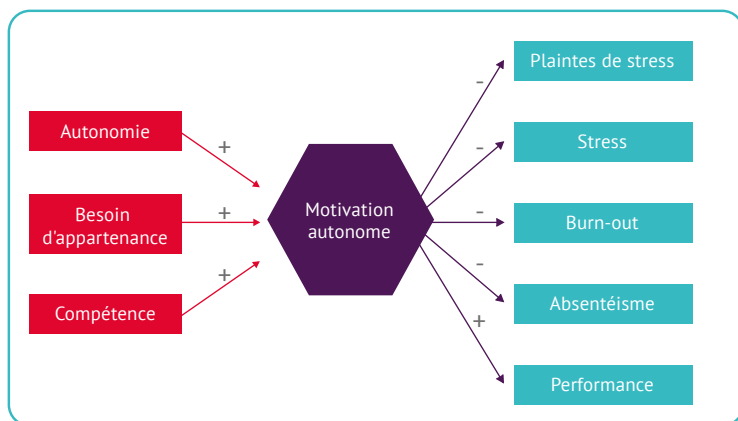 Autonomie
+
Besoin
d'appartenance
+
Compétence
+
Motivation
autonome
-
Plaintes de stress
-
Stress
-
Burn-out
-
Absentéisme
+
Performance